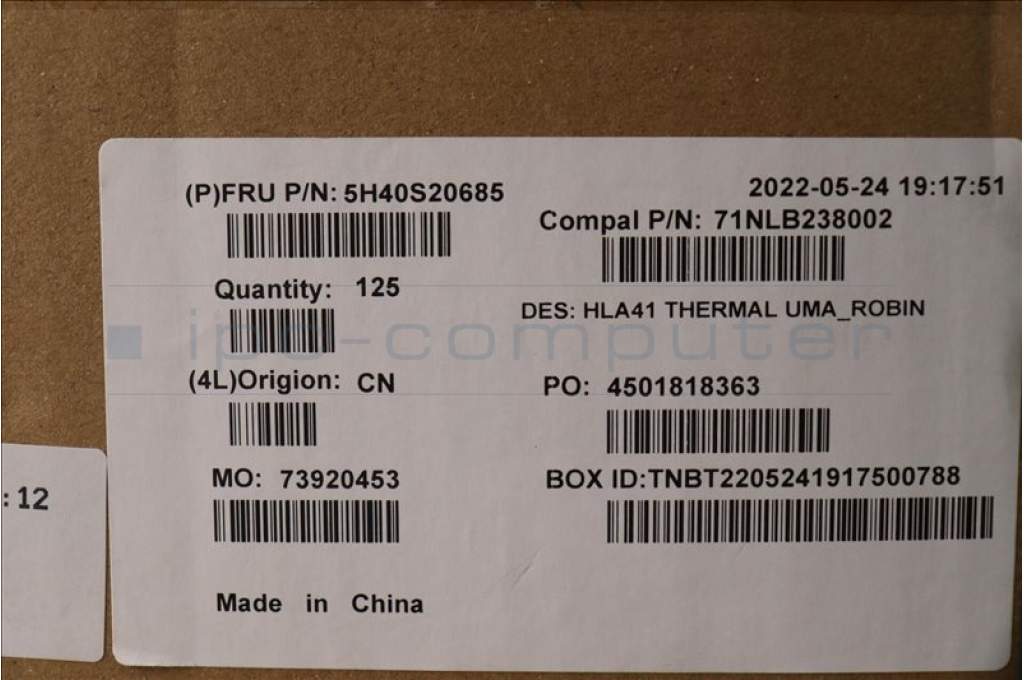 (P)FRU P/N: 5H40S20685
2022-05-24 19:17:51
Compal P/N: 71NLB238002
Quantity: 125
DES: HLA41 THERMAL UMA_ROBIN
ipc-computer
(4L)Origion: CN
PO: 4501818363
MO: 73920453
BOX ID:TNBT2205241917500788
: 12
Made in China